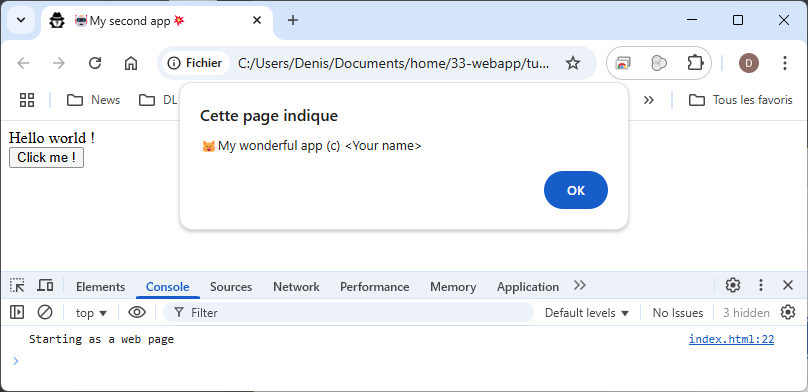 🤖My second app💥
Fichier C:/Users/Denis/Documents/home/33-webapp/tu... D
News DL » Tous les favoris
Cette page indique
😼My wonderful app (c) <Your name>
OK
Hello world !
Click me !
Elements Console Sources Network Performance Memory Application »
top ▾ Filter Default levels ▾ No Issues 3 hidden
Starting as a web page index.html:22
>